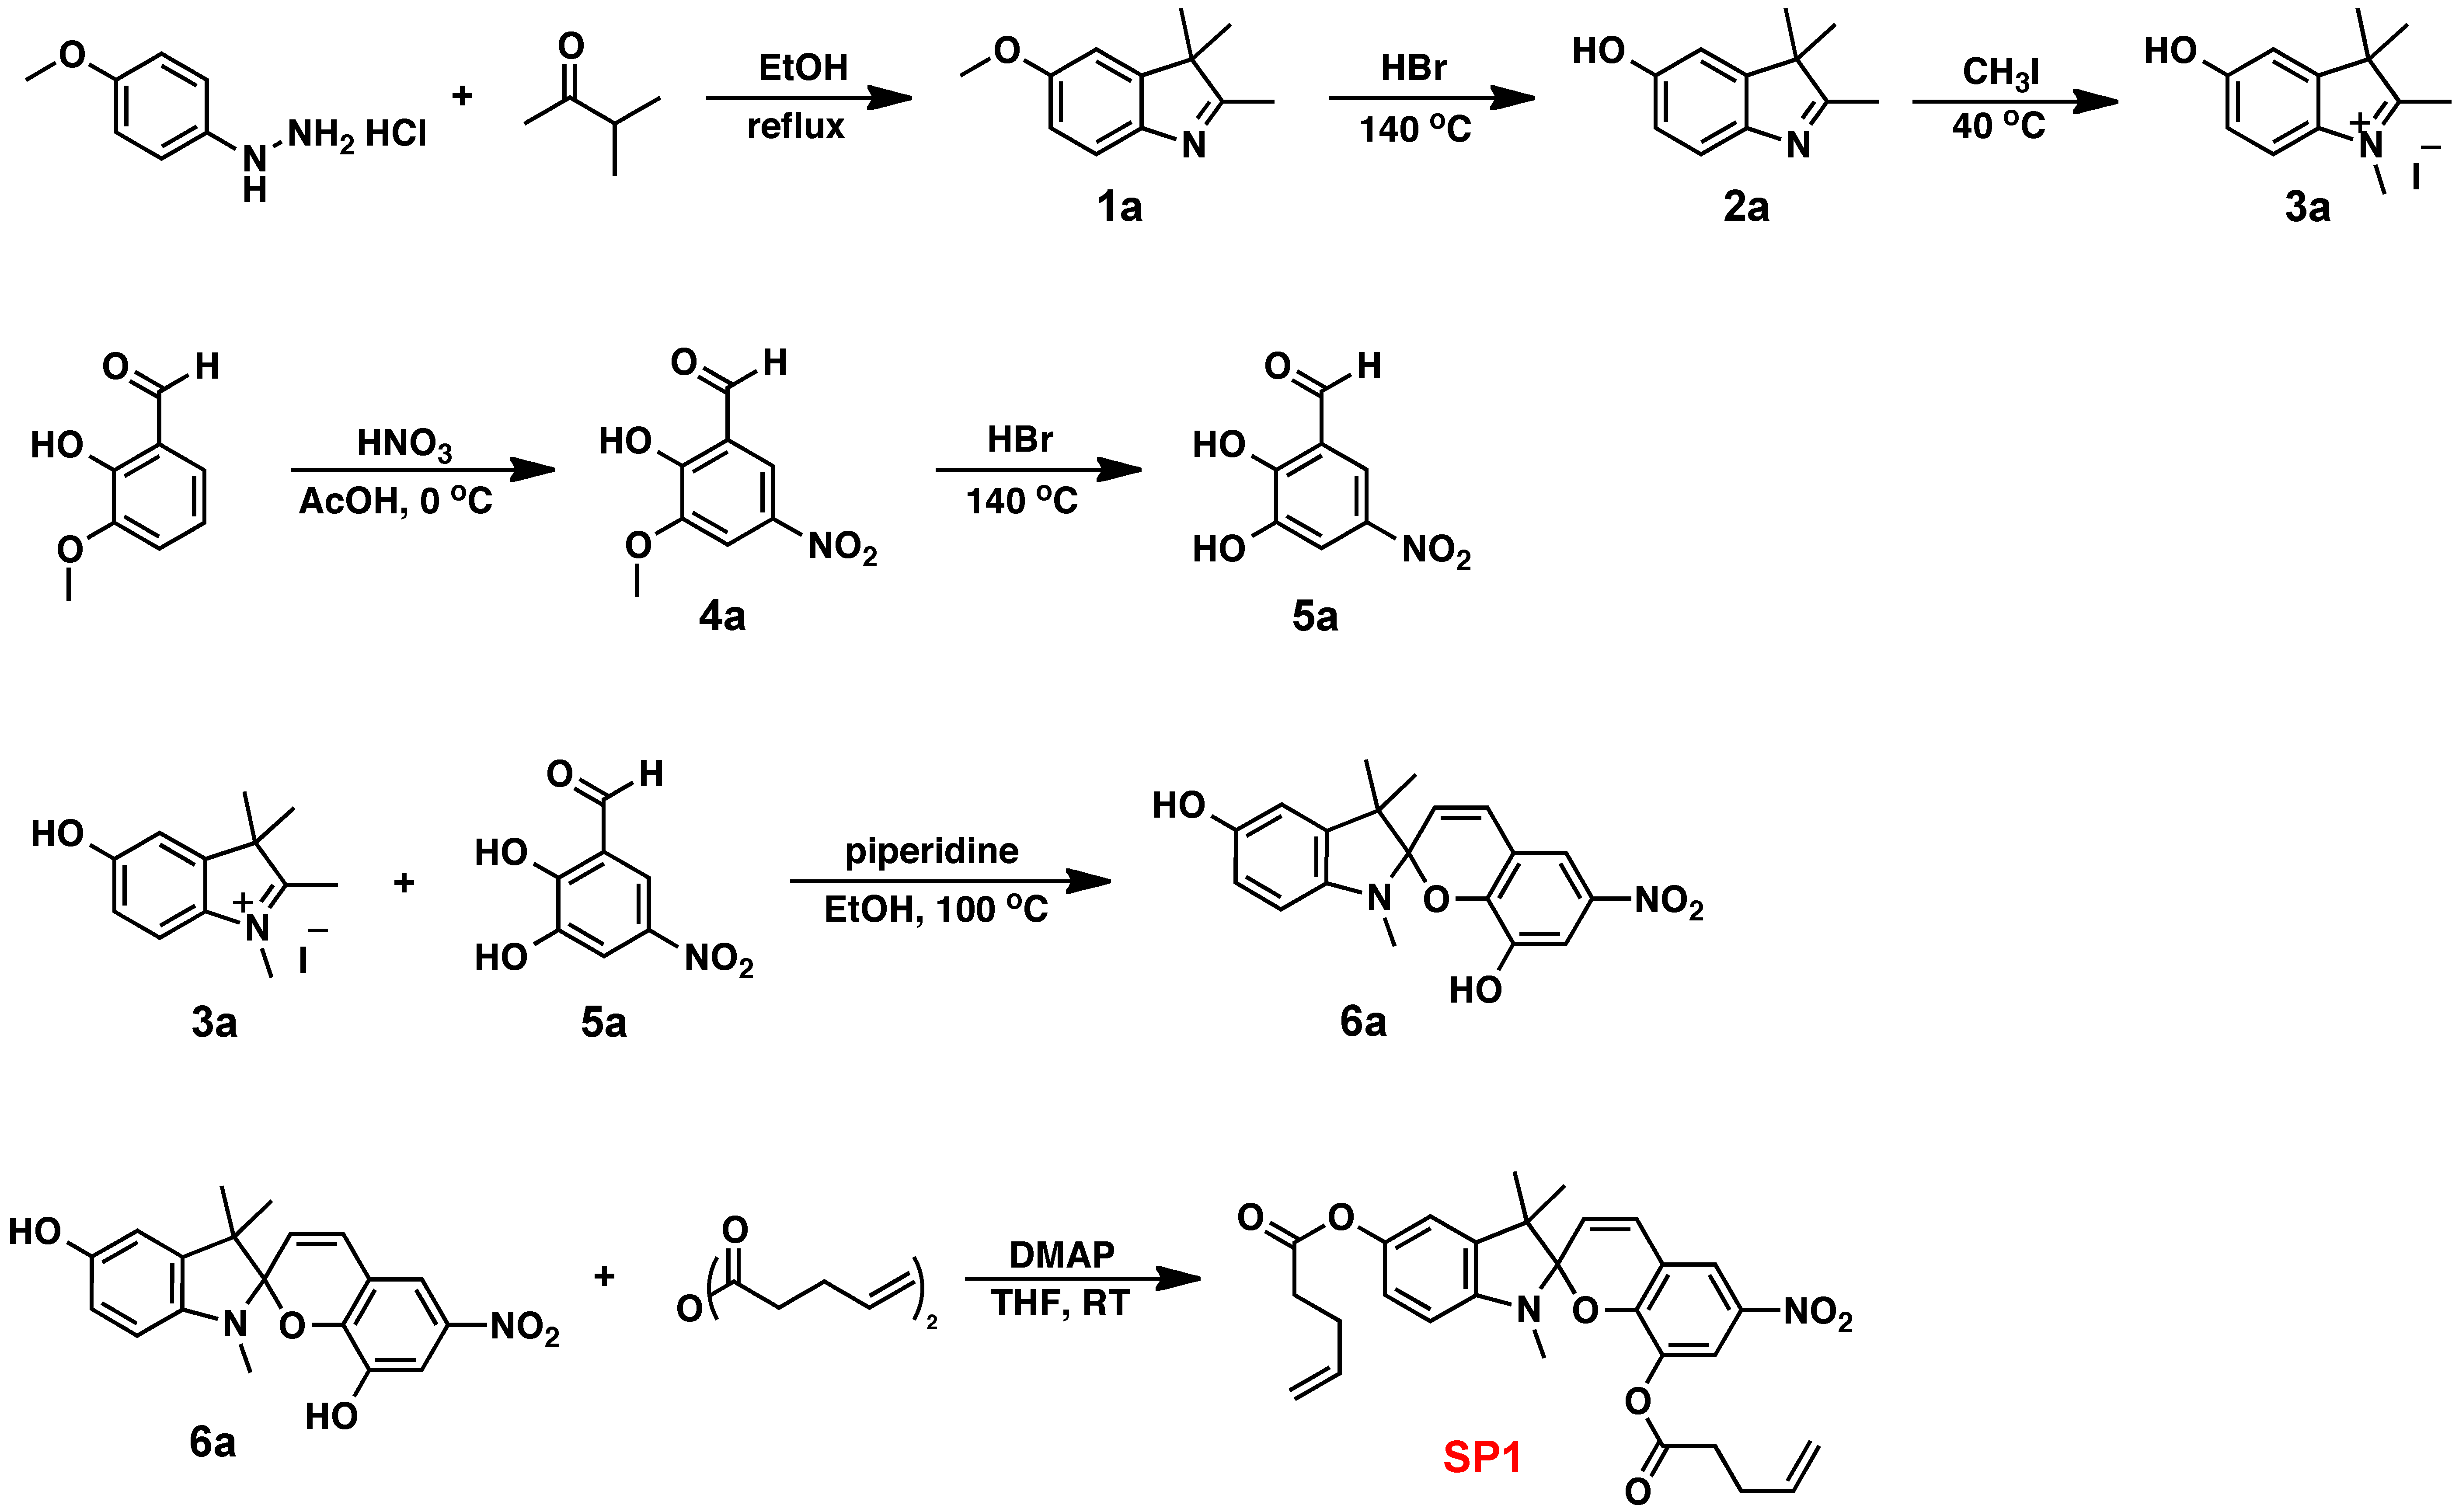 O
N
H
NH2 HCl
+
O
EtOH
reflux
O
N
1a
HBr
140 °C
HO
N
2a
CH3I
40 °C
HO
+
N
I−
3a
O
H
HO
O
HNO3
AcOH, 0 °C
O
H
HO
O
NO2
4a
HBr
140 °C
O
H
HO
HO
NO2
5a
HO
+
N
I−
3a
+
O
H
HO
HO
NO2
5a
piperidine
EtOH, 100 °C
HO
N
O
NO2
HO
6a
HO
N
O
NO2
HO
6a
+
O
O
( )2
DMAP
THF, RT
O
O
N
O
NO2
O
O
SP1